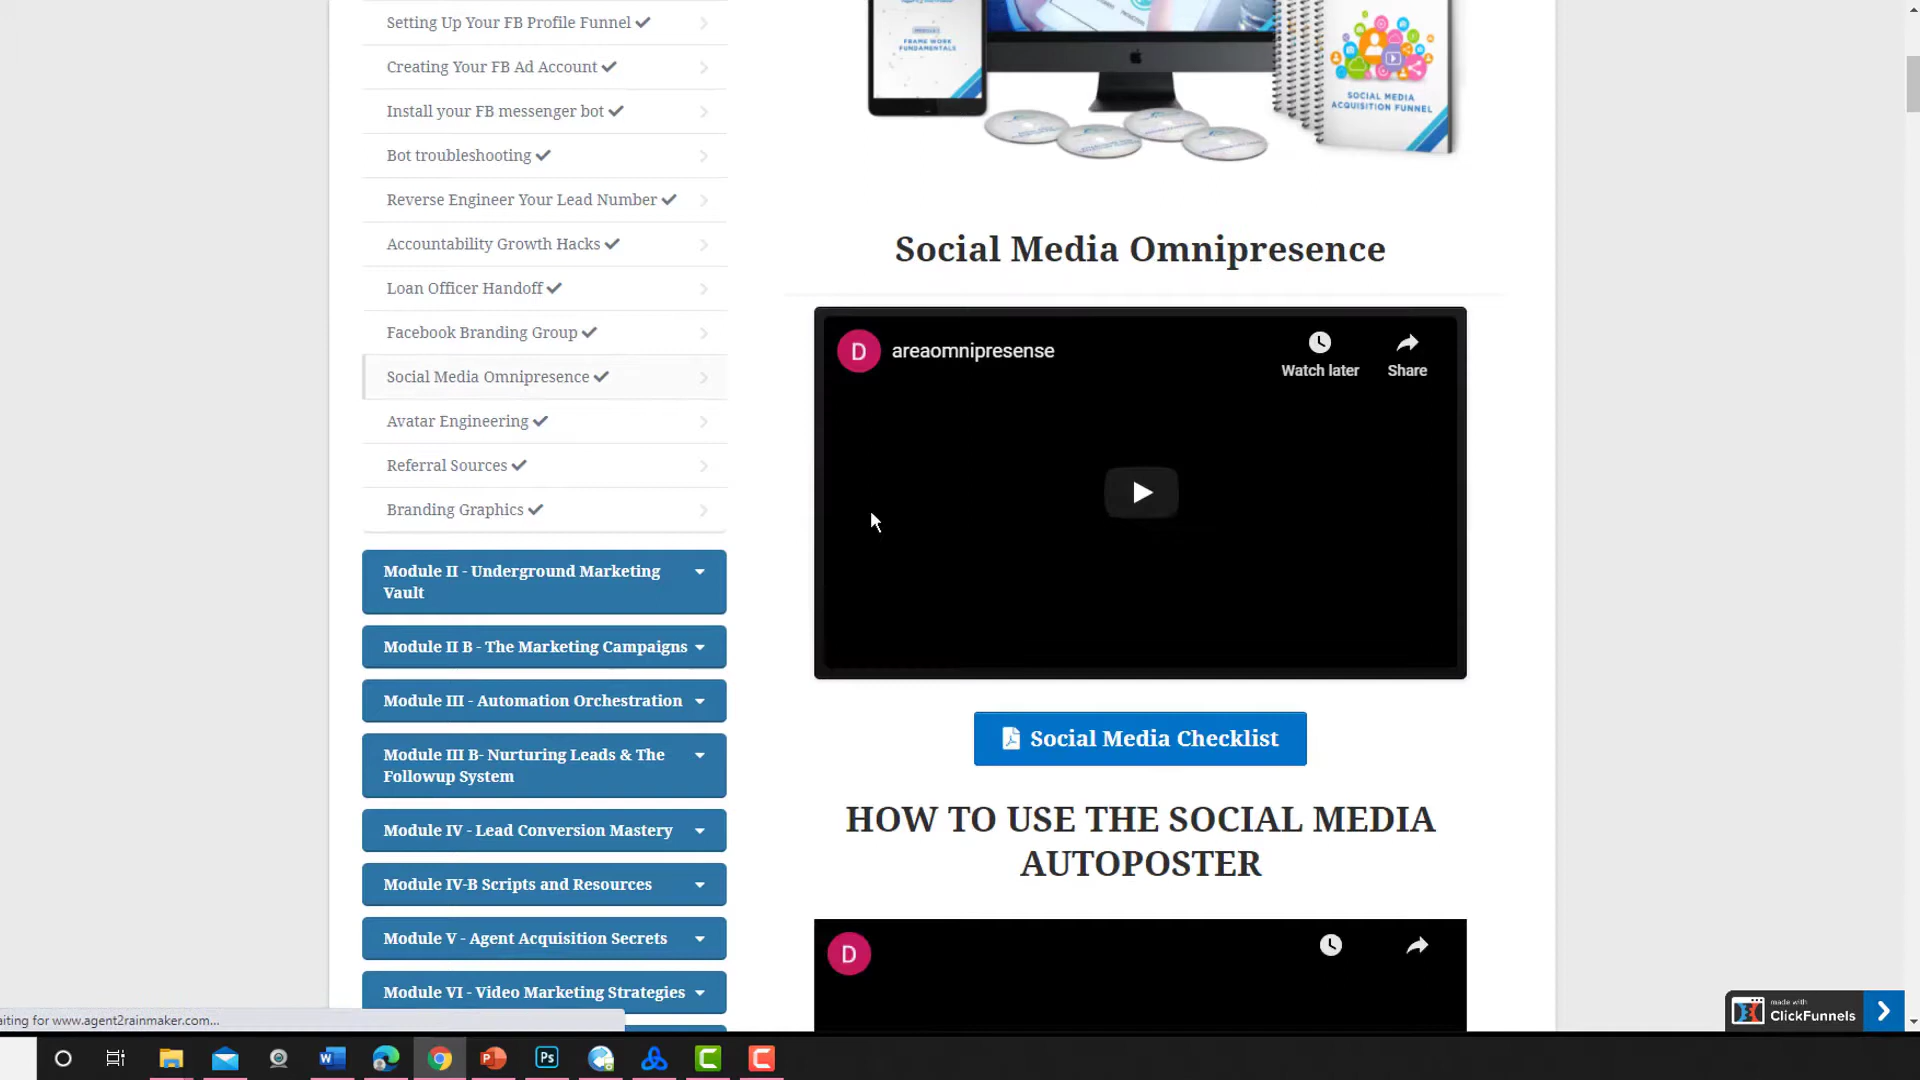 Setting Up Your FB Profile Funnel
Creating Your FB Ad Account
Install your FB messenger bot
Bot troubleshooting
Reverse Engineer Your Lead Number
Accountability Growth Hacks
Loan Officer Handoff
Facebook Branding Group
Social Media Omnipresence
Avatar Engineering
Referral Sources
Branding Graphics
Module II - Underground Marketing
Vault
Module II B - The Marketing Campaigns
Module III - Automation Orchestration
Module III B- Nurturing Leads & The
Followup System
Module IV - Lead Conversion Mastery
Module IV-B Scripts and Resources
Module V - Agent Acquisition Secrets
Module VI - Video Marketing Strategies
FRAME WORK
FUNDAMENTALS
SOCIAL MEDIA
ACQUISITION FUNNEL
Social Media Omnipresence
D
areaomnipresense
Watch later
Share
Social Media Checklist
HOW TO USE THE SOCIAL MEDIA
AUTOPOSTER
D
made with
ClickFunnels
aiting for www.agent2rainmaker.com...
W
P
Ps
C
C